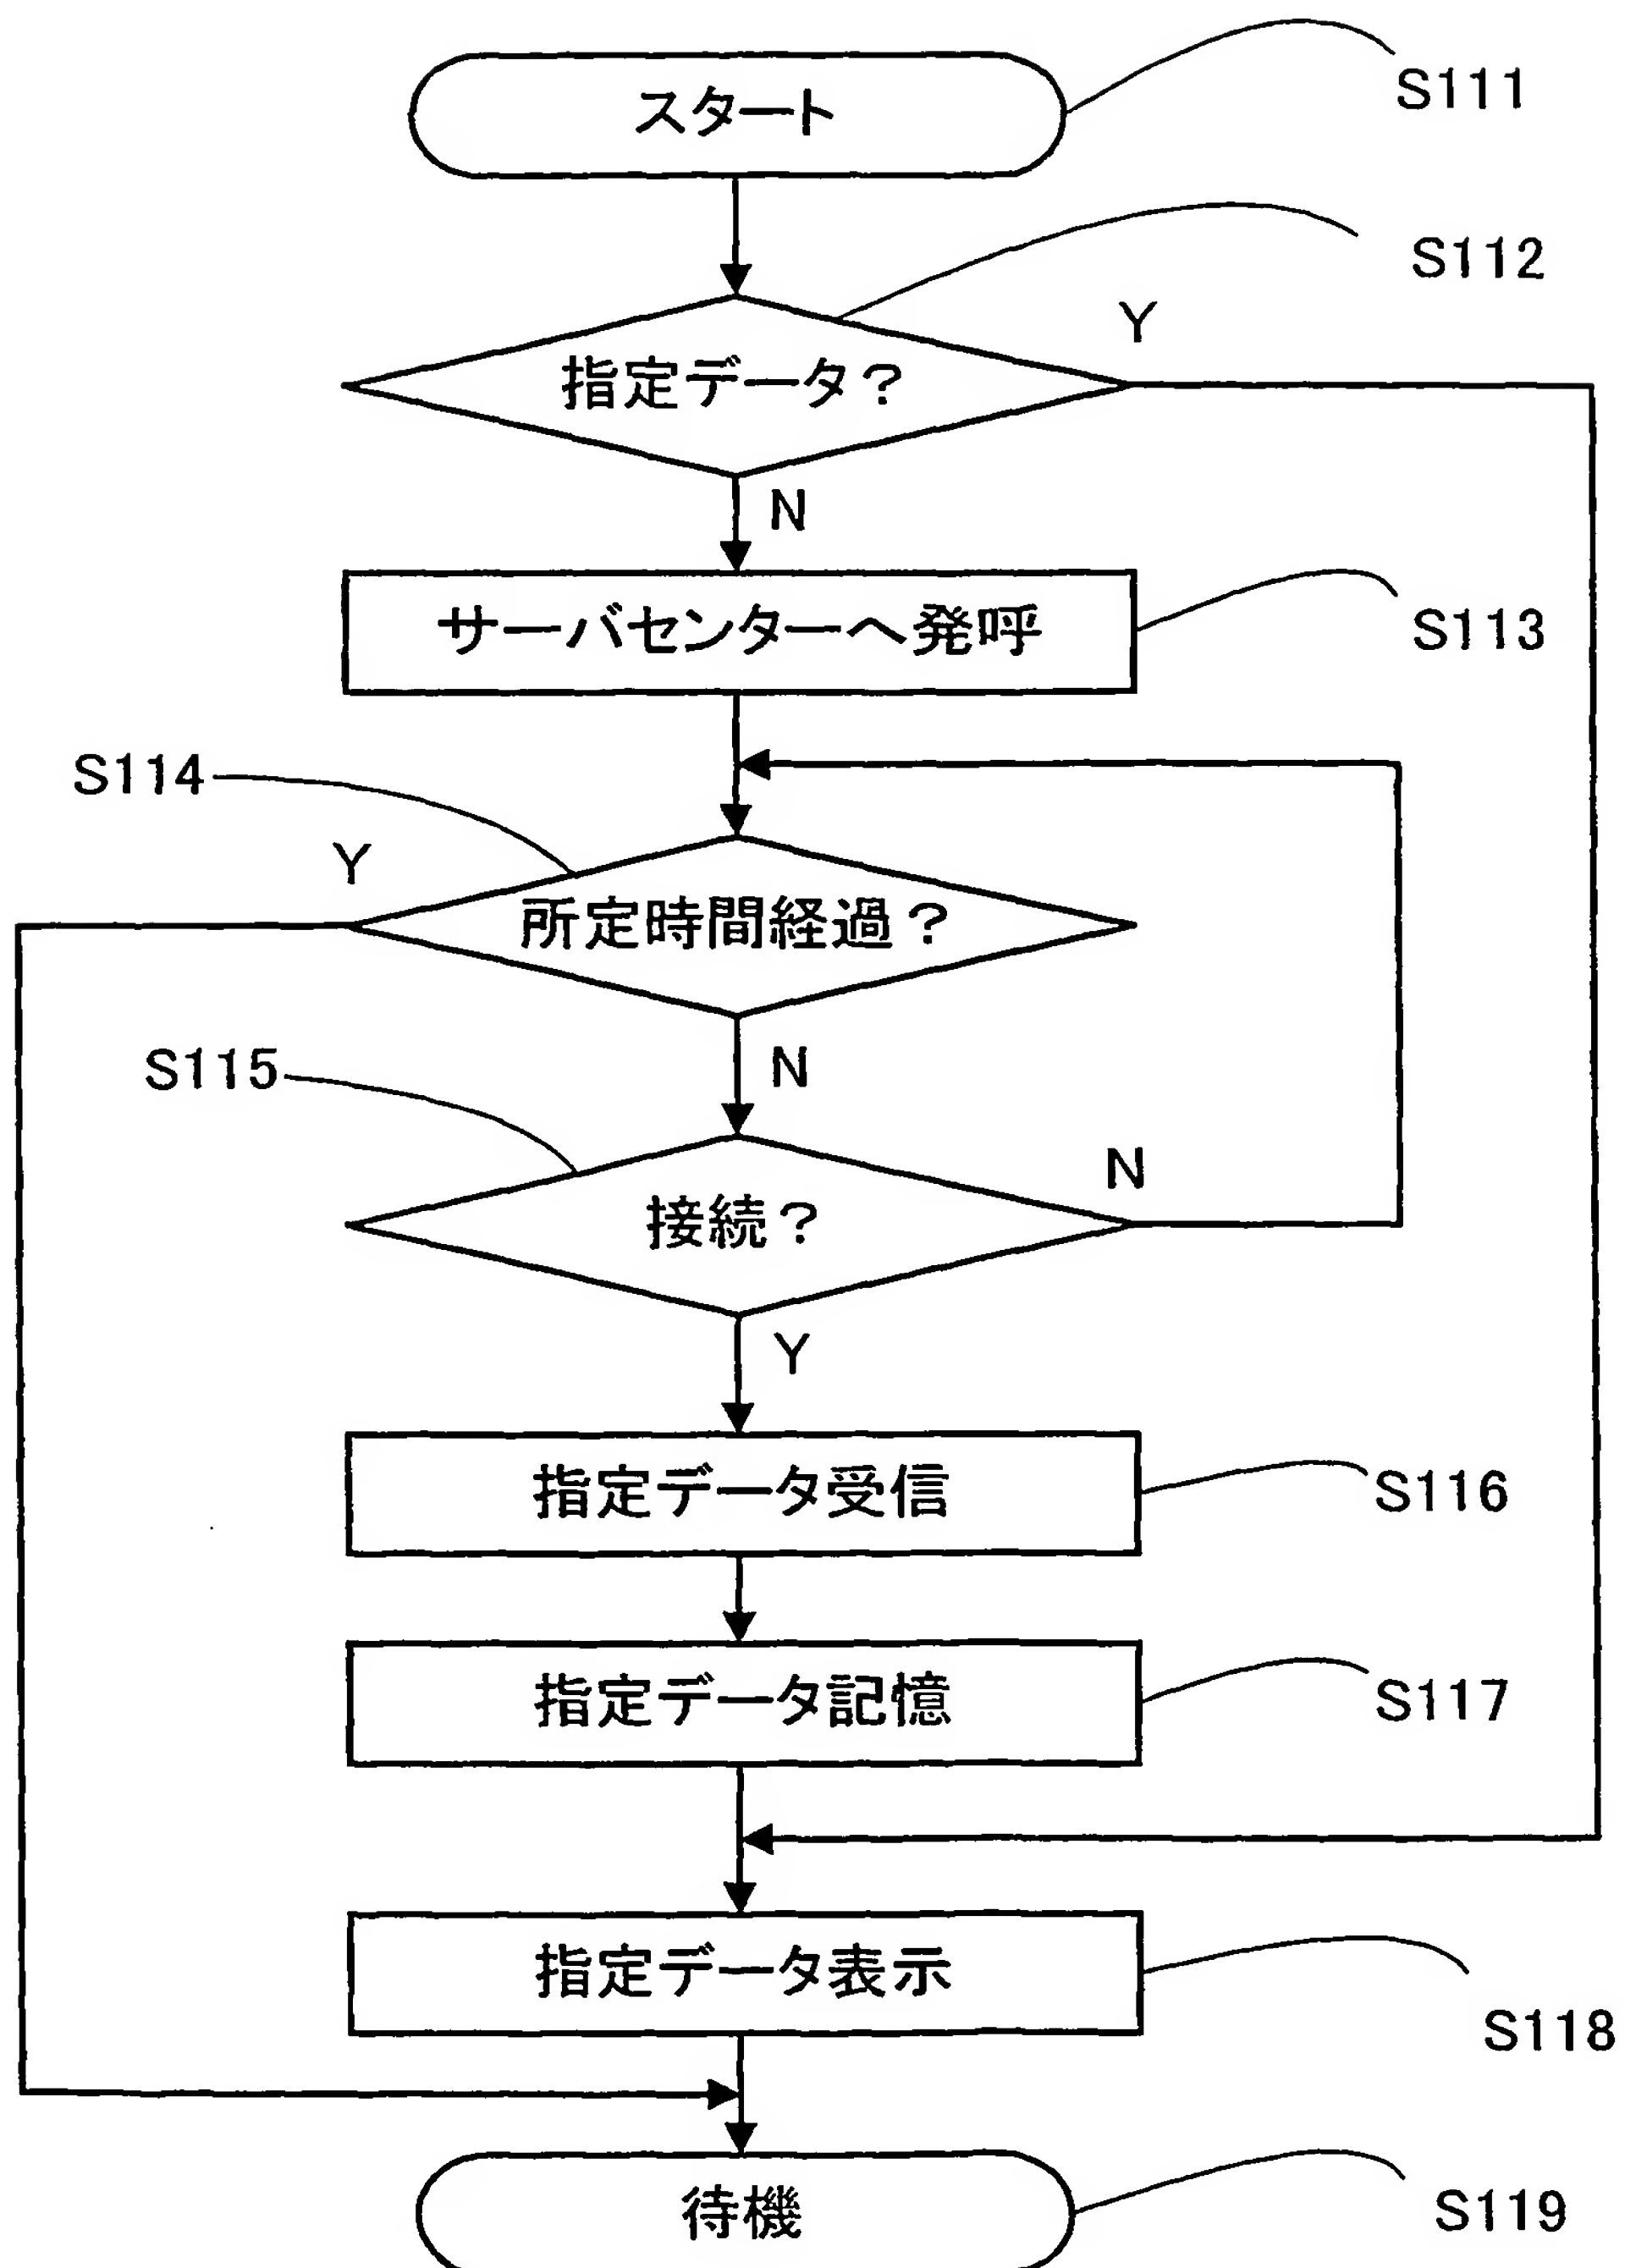 スタート
S111
S112
Y
指定データ?
N
サーバセンターへ発呼
S113
S114
Y
所定時間経過?
N
S115
N
接続?
Y
指定データ受信
S116
指定データ記憶
S117
指定データ表示
S118
待機
S119